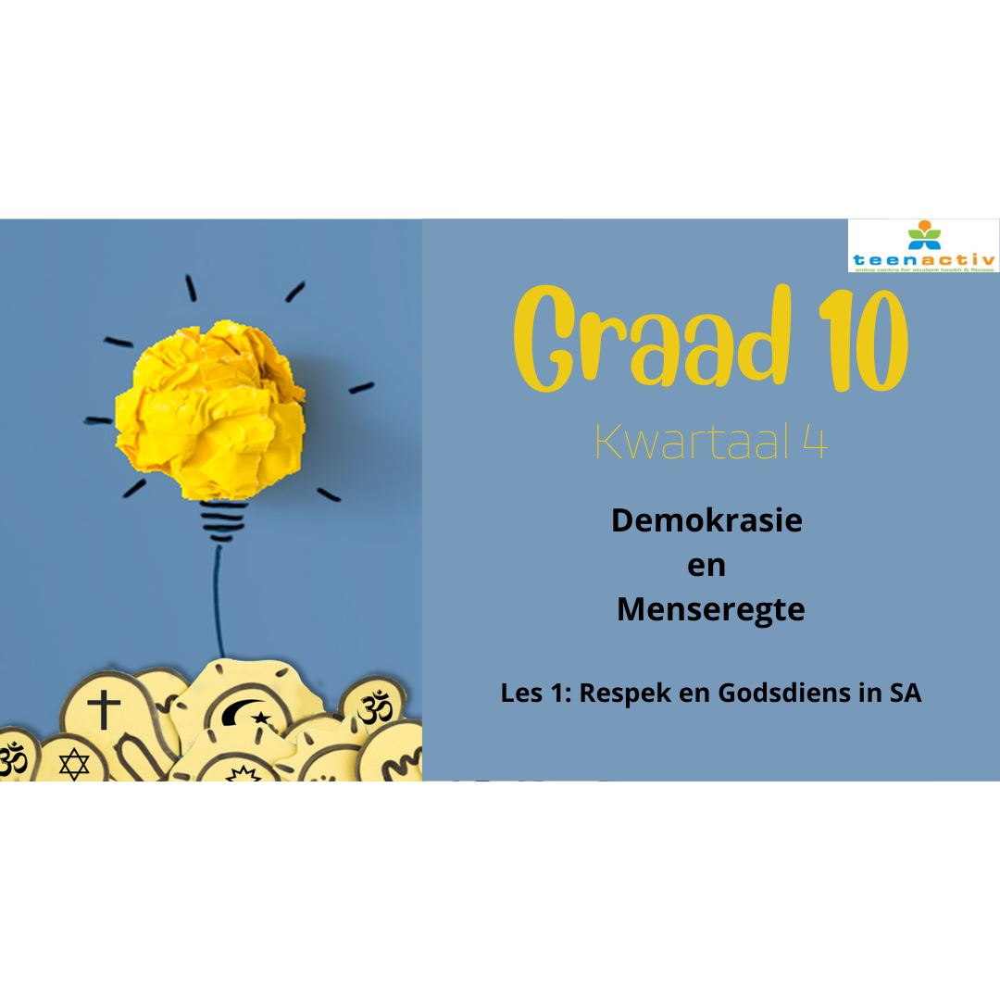 teenactiv
online centre for student health & fitness
Graad 10
Kwartaal 4
Demokrasie
en
Menseregte
Les 1: Respek en Godsdiens in SA